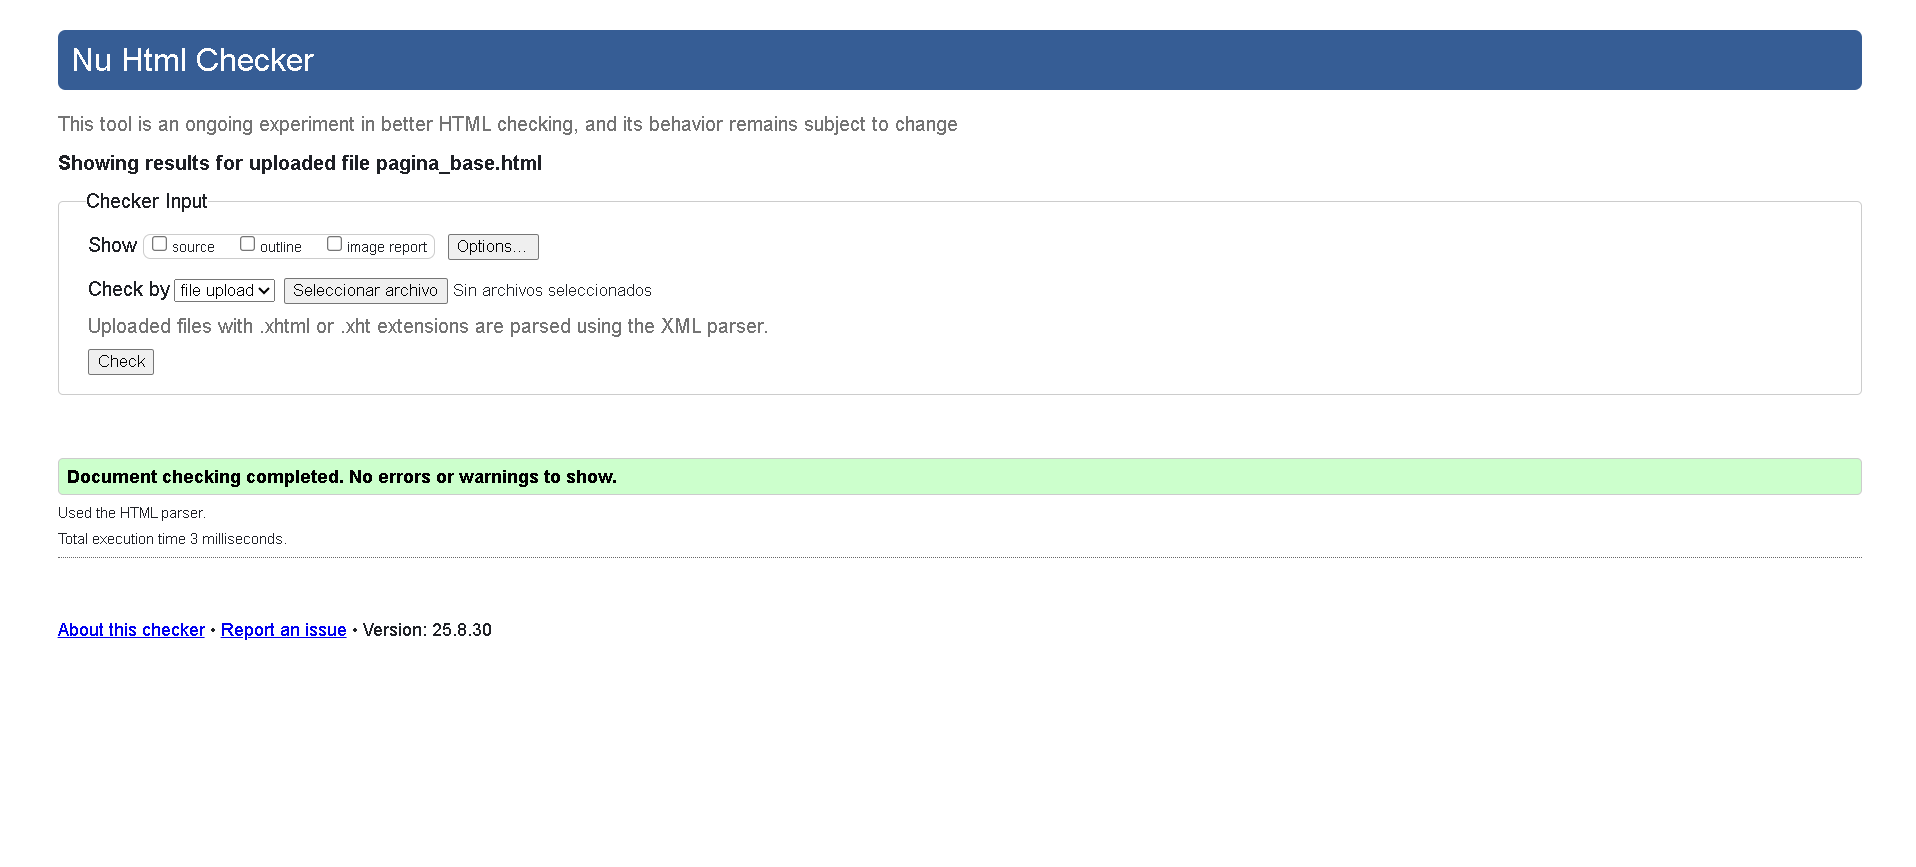 Nu Html Checker
This tool is an ongoing experiment in better HTML checking, and its behavior remains subject to change
Showing results for uploaded file pagina_base.html
Checker Input
Show source outline image report Options...
Check by file upload Seleccionar archivo Sin archivos seleccionados
Uploaded files with .xhtml or .xht extensions are parsed using the XML parser.
Check
Document checking completed. No errors or warnings to show.
Used the HTML parser.
Total execution time 3 milliseconds.
About this checker • Report an issue • Version: 25.8.30